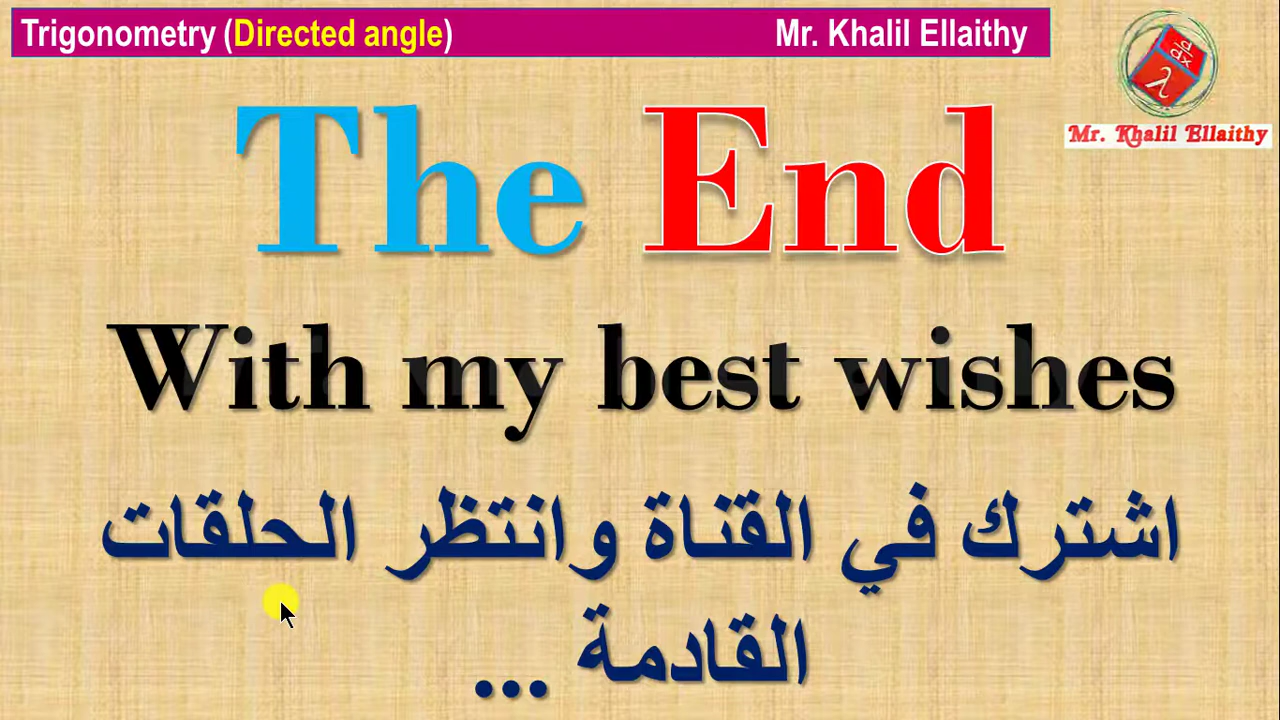 Trigonometry (Directed angle) Mr. Khalil Ellaithy
d
dx
λ
Mr. Khalil Ellaithy
The End
With my best wishes
اشترك في القناة وانتظر الحلقات
القادمة ...